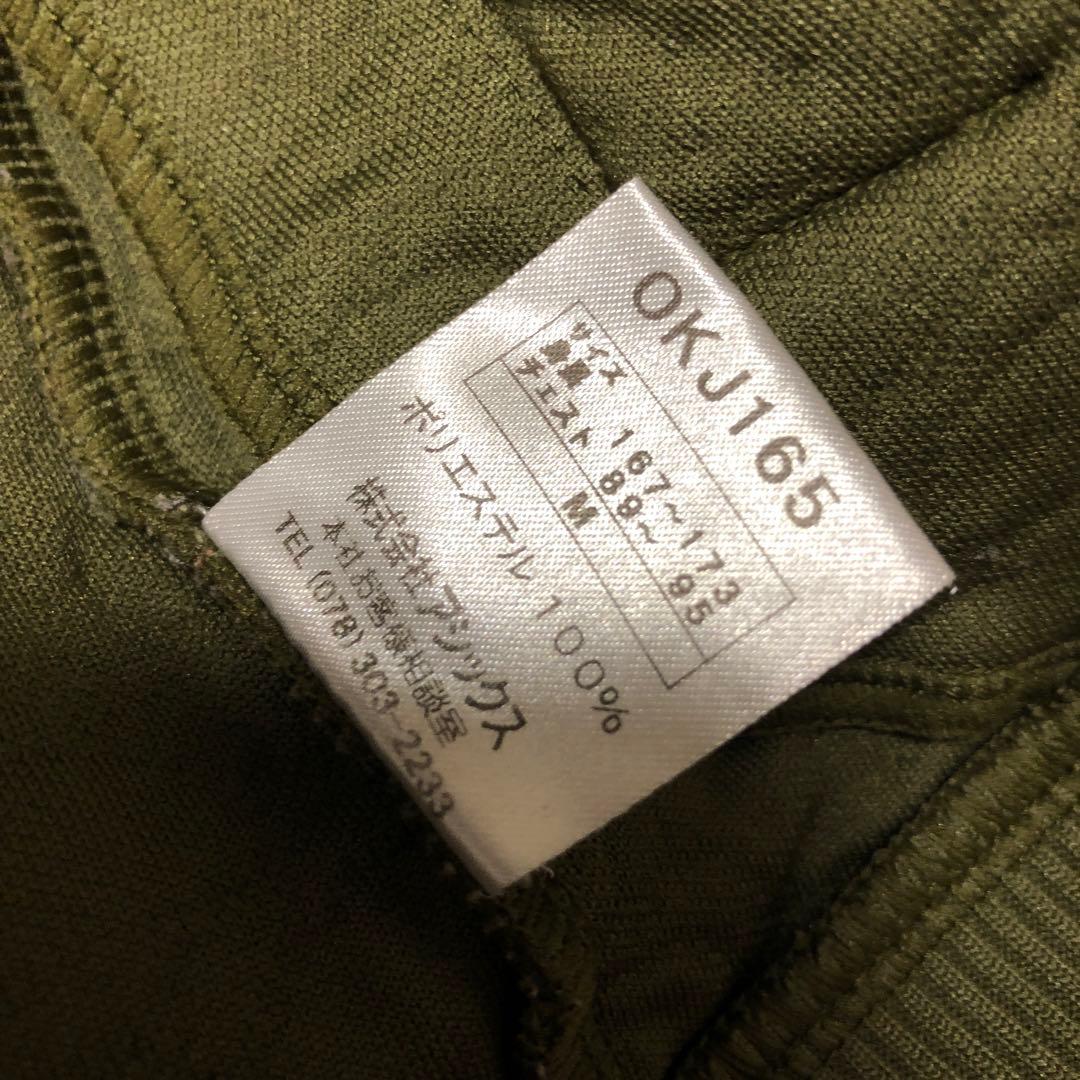 OKJ165
サイズ
身長 167~173
チェスト 89~ 95
M
ポリエステル 100%
株式会社アシックス
本社お客様相談室
TEL (078) 303-2233